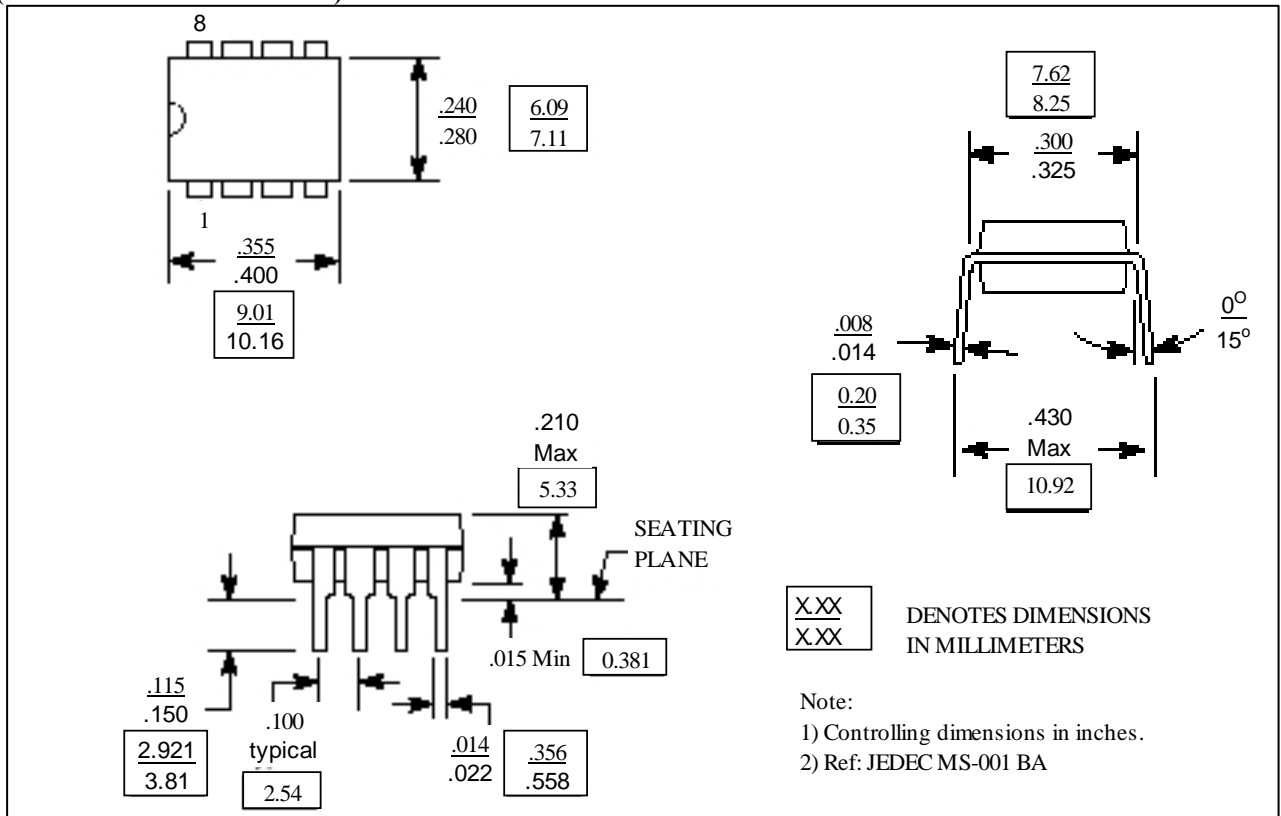 8
.240
.280
6.09
7.11
1
.355
.400
9.01
10.16
7.62
8.25
.300
.325
.008
.014
0.20
0.35
0°
15°
.430
Max
10.92
.210
Max
5.33
SEATING
PLANE
.015 Min
0.381
.115
.150
2.921
3.81
.100
typical
2.54
.014
.022
.356
.558
X.XX
X.XX
DENOTES DIMENSIONS
IN MILLIMETERS
Note:
1) Controlling dimensions in inches.
2) Ref: JEDEC MS-001 BA